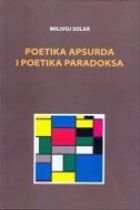 MILIVOJ SOLAR
POETIKA APSURDA
I POETIKA PARADOKSA